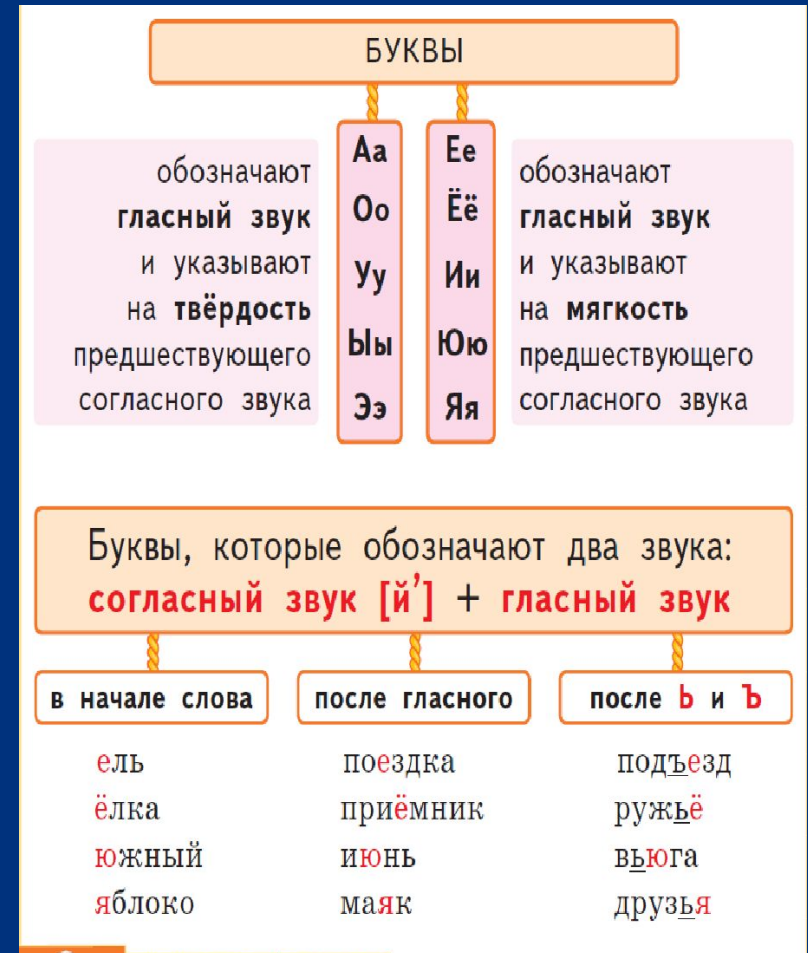 БУКВЫ
обозначают
гласный звук
и указывают
на твёрдость
предшествующего
согласного звука
Аа
Оо
Уу
Ыы
Ээ
Ее
Ёё
Ии
Юю
Яя
обозначают
гласный звук
и указывают
на мягкость
предшествующего
согласного звука
Буквы, которые обозначают два звука:
согласный звук [й’] + гласный звук
в начале слова
ель
ёлка
южный
яблоко
после гласного
поездка
приёмник
июнь
маяк
после Ь и Ъ
подъезд
ружьё
вьюга
друзья